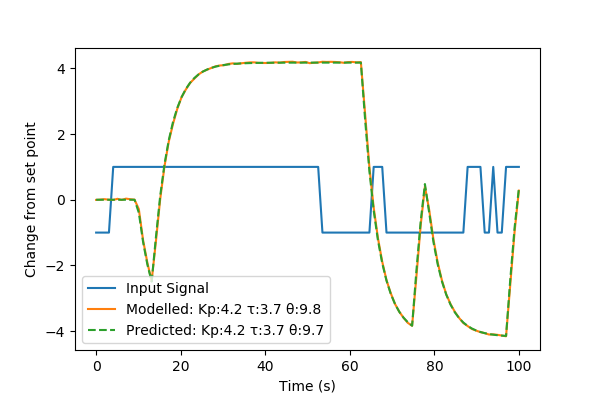 Change from set point
4
2
0
−2
−4
Input Signal
Modelled: Kp:4.2 τ:3.7 θ:9.8
Predicted: Kp:4.2 τ:3.7 θ:9.7
0 20 40 60 80 100
Time (s)